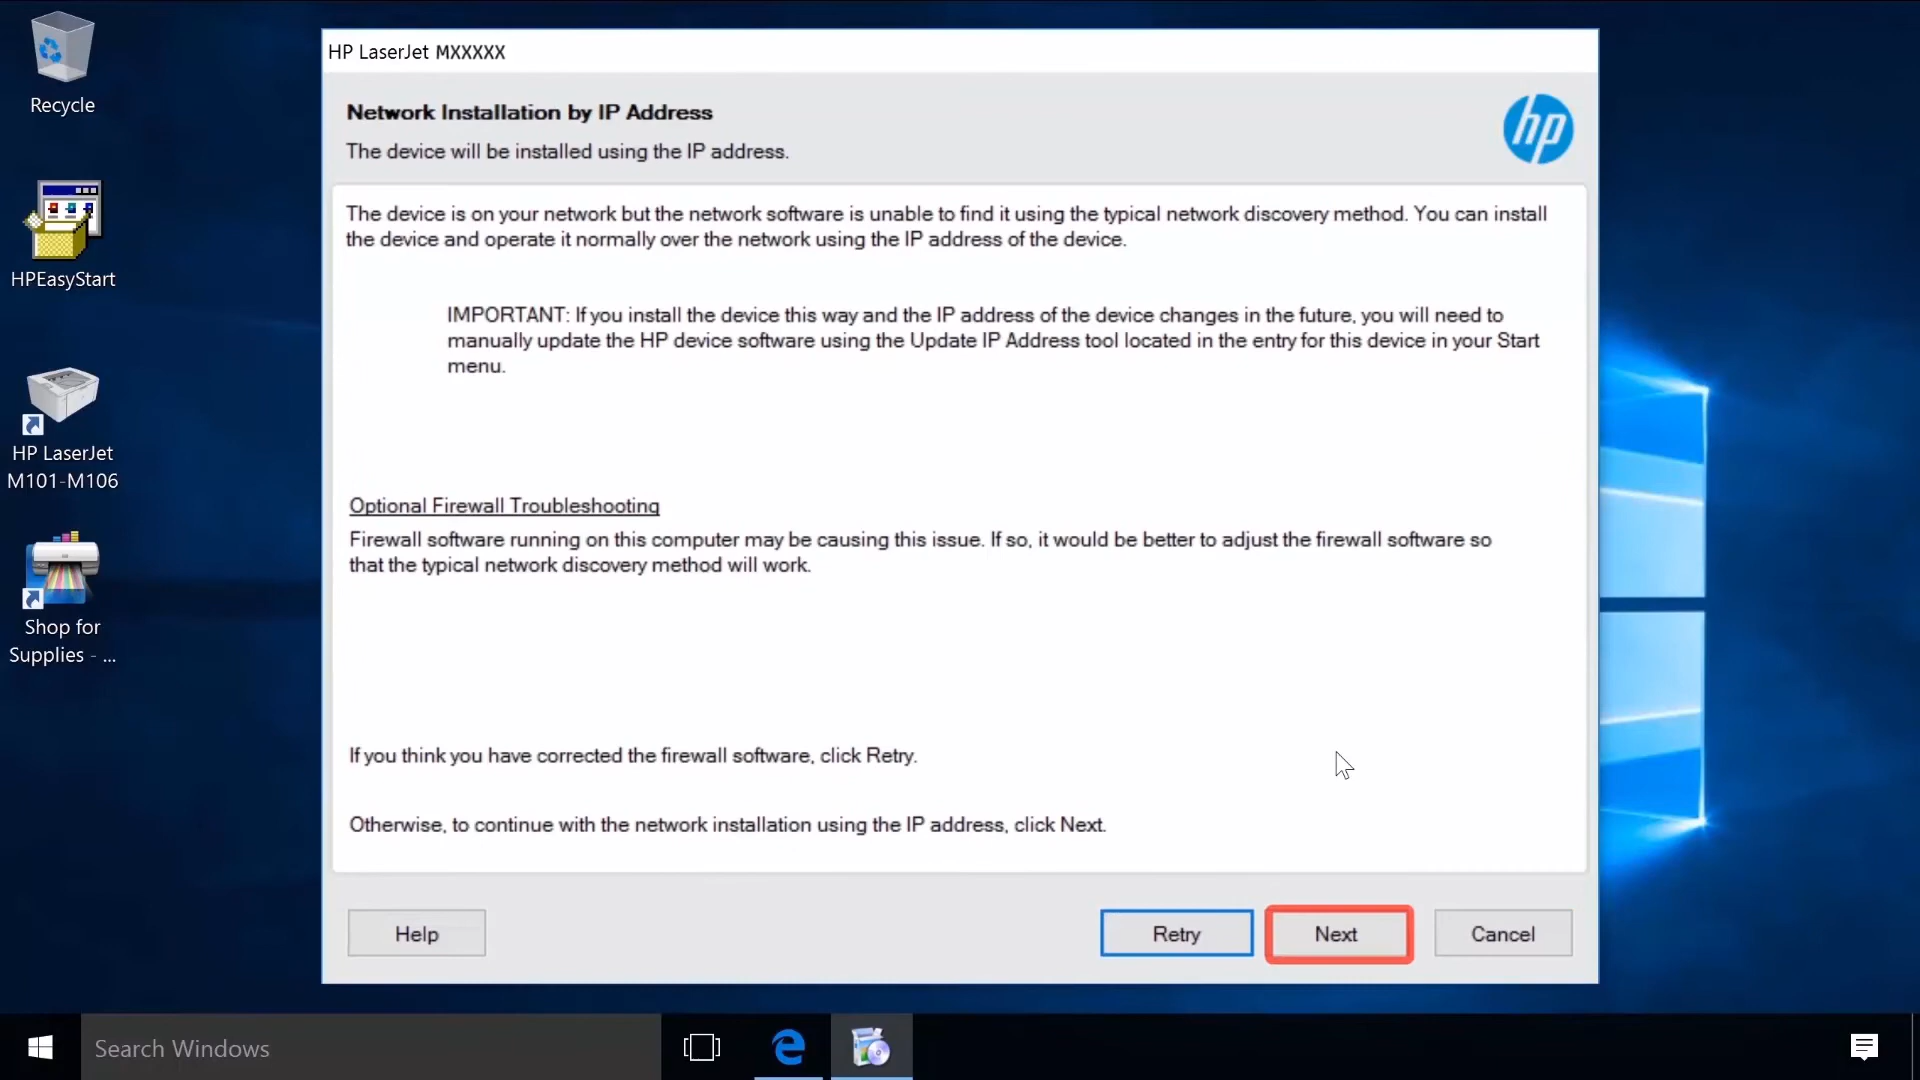 Recycle
HPEasyStart
HP LaserJet
M101-M106
Shop for
Supplies - ...
HP LaserJet MXXXXX
Network Installation by IP Address
The device will be installed using the IP address.
hp
The device is on your network but the network software is unable to find it using the typical network discovery method. You can install
the device and operate it normally over the network using the IP address of the device.
IMPORTANT: If you install the device this way and the IP address of the device changes in the future, you will need to
manually update the HP device software using the Update IP Address tool located in the entry for this device in your Start
menu.
Optional Firewall Troubleshooting
Firewall software running on this computer may be causing this issue. If so, it would be better to adjust the firewall software so
that the typical network discovery method will work.
If you think you have corrected the firewall software, click Retry.
Otherwise, to continue with the network installation using the IP address, click Next.
Help
Retry
Next
Cancel
Search Windows